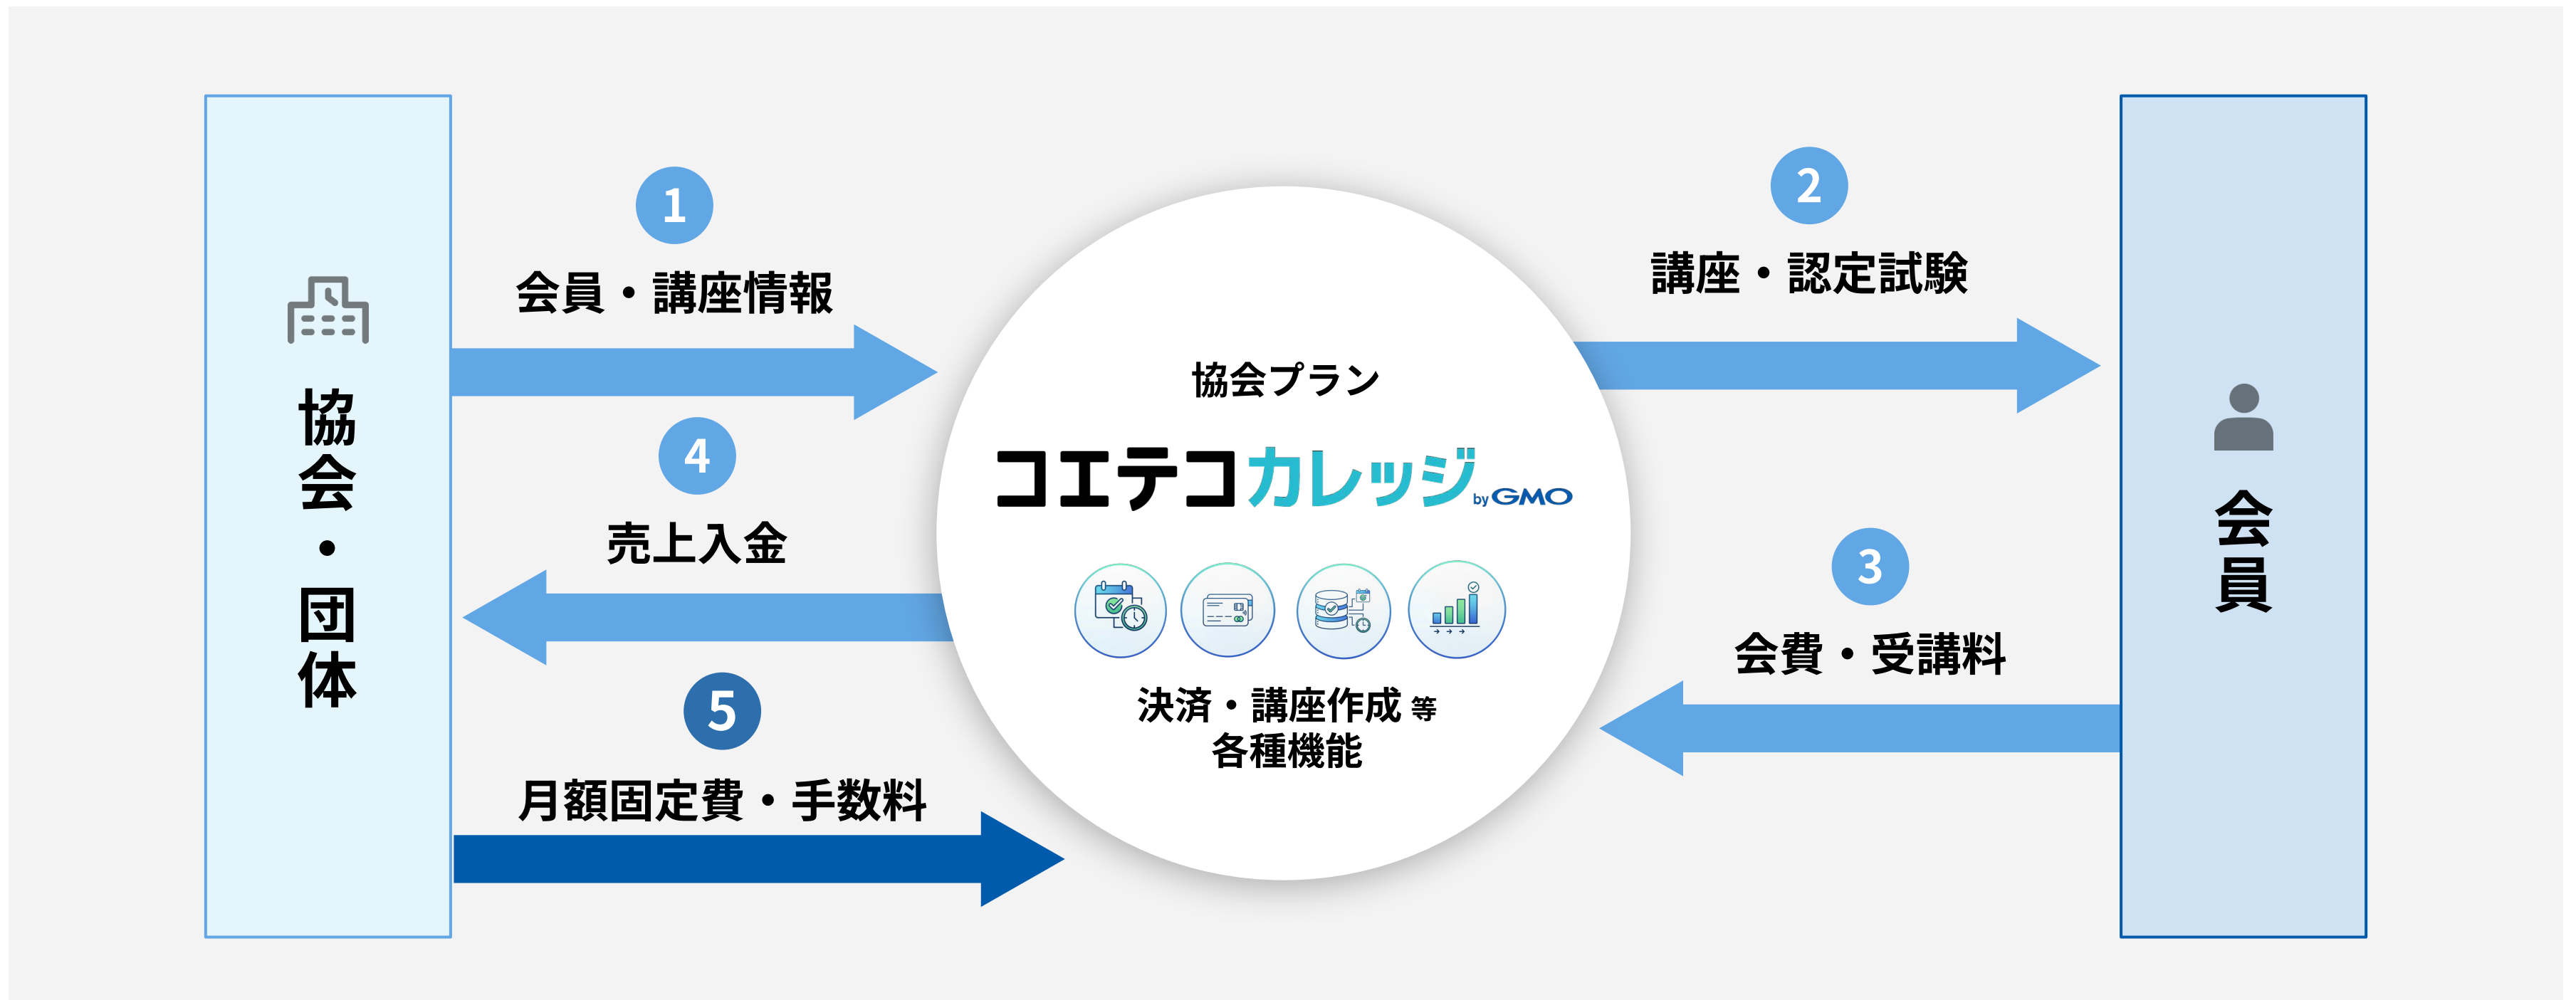 協会・団体
1
会員・講座情報
4
売上入金
5
月額固定費・手数料
協会プラン
コエテコカレッジ by GMO
決済・講座作成 等
各種機能
2
講座・認定試験
3
会費・受講料
会員